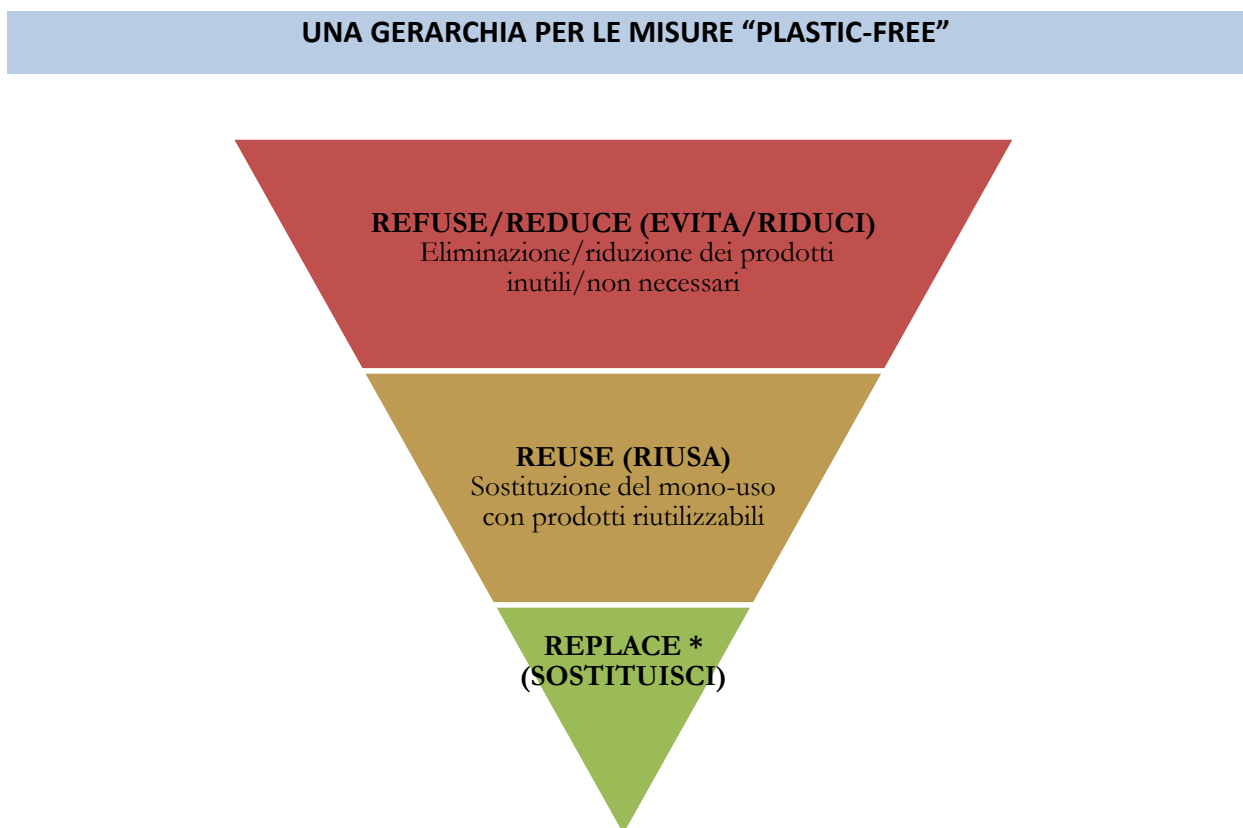 UNA GERARCHIA PER LE MISURE “PLASTIC-FREE”
REFUSE/REDUCE (EVITA/RIDUCI)
Eliminazione/riduzione dei prodotti
inutili/non necessari
REUSE (RIUSA)
Sostituzione del mono-uso
con prodotti riutilizzabili
REPLACE *
(SOSTITUISCI)